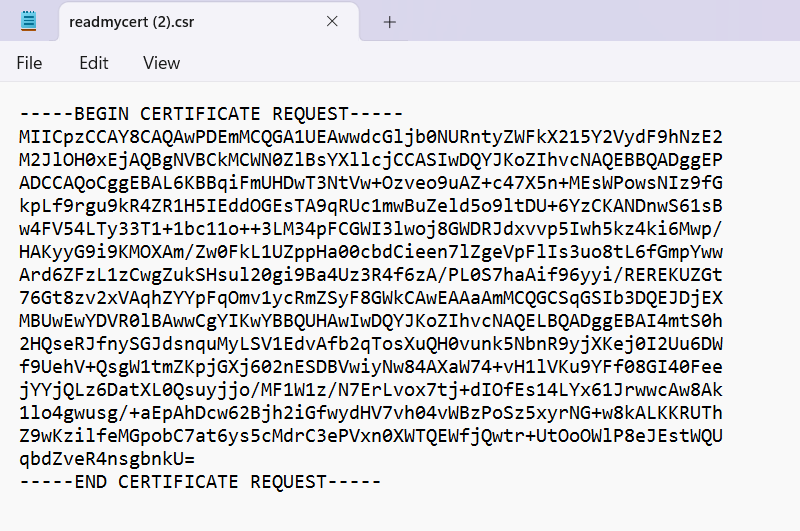 readmycert (2).csr
File Edit View
-----BEGIN CERTIFICATE REQUEST-----
MIICpzCCAY8CAQAwPDEmMCQGA1UEAwwdcGljb0NURntyZWFkX215Y2VydF9hNzE2
M2JlOH0xEjAQBgNVBCkMCWN0ZlBsYXllcjCCASIwDQYJKoZIhvcNAQEBBQADggEP
ADCCAQoCggEBAL6KBBqiFmUHDwT3NtVw+Ozveo9uAZ+c47X5n+MEsWPowsNIz9fG
kpLf9rgu9kR4ZR1H5IEddOGEsTA9qRUc1mwBuZeld5o9ltDU+6YzCKANDnwS61sB
w4FV54LTy33T1+1bc11o++3LM34pFCGWI3lwoj8GWDRJdxvvp5Iwh5kz4ki6Mwp/
HAKyyG9i9KMOXAm/Zw0FkL1UZppHa00cbdCieen7lZgeVpFlIs3uo8tL6fGmpYww
Ard6ZFzL1zCwgZukSHsul20gi9Ba4Uz3R4f6zA/PL0S7haAif96yyi/REREKUZGt
76Gt8zv2xVAqhZYYpFqOmv1ycRmZSyF8GWkCAwEAAaAmMCQGCSqGSIb3DQEJDjEX
MBUwEwYDVR0lBAwwCgYIKwYBBQUHAwIwDQYJKoZIhvcNAQELBQADggEBAI4mtS0h
2HQseRJfnySGJdsnquMyLSV1EdvAfb2qTosXuQH0vunk5NbnR9yjXKej0I2Uu6DW
f9UehV+QsgW1tmZKpjGXj602nESDBVwiyNw84AXaW74+vH1lVKu9YFf08GI40Fee
jYYjQLz6DatXL0Qsuyjjo/MF1W1z/N7ErLvox7tj+dIOfEs14LYx61JrwwcAw8Ak
1lo4gwusg/+aEpAhDcw62Bjh2iGfwydHV7vh04vWBzPoSz5xyrNG+w8kALKKRUTh
Z9wKzilfeMGpobC7at6ys5cMdrC3ePVxn0XWTQEWfjQwtr+UtOoOWlP8eJEstWQU
qbdZveR4nsgbnkU=
-----END CERTIFICATE REQUEST-----